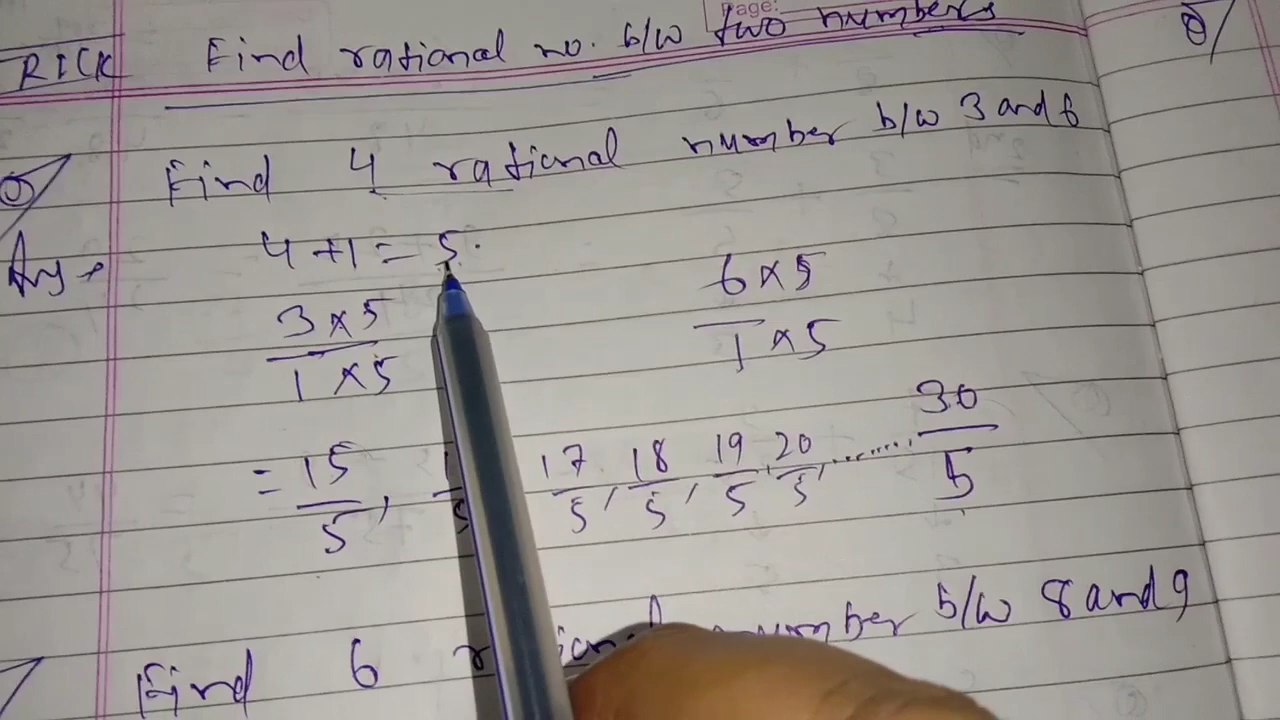 Page:
TRICK Find rational no. b/w two numbers
Q/
Q Find 4 rational number b/w 3 and 6
Ans→ 4+1=5.
3×5 6×5
1×5 1×5
= 15/5, 17/5, 18/5, 19/5, 20/5, ........ 30/5
Find 6 number b/w 8 and 9